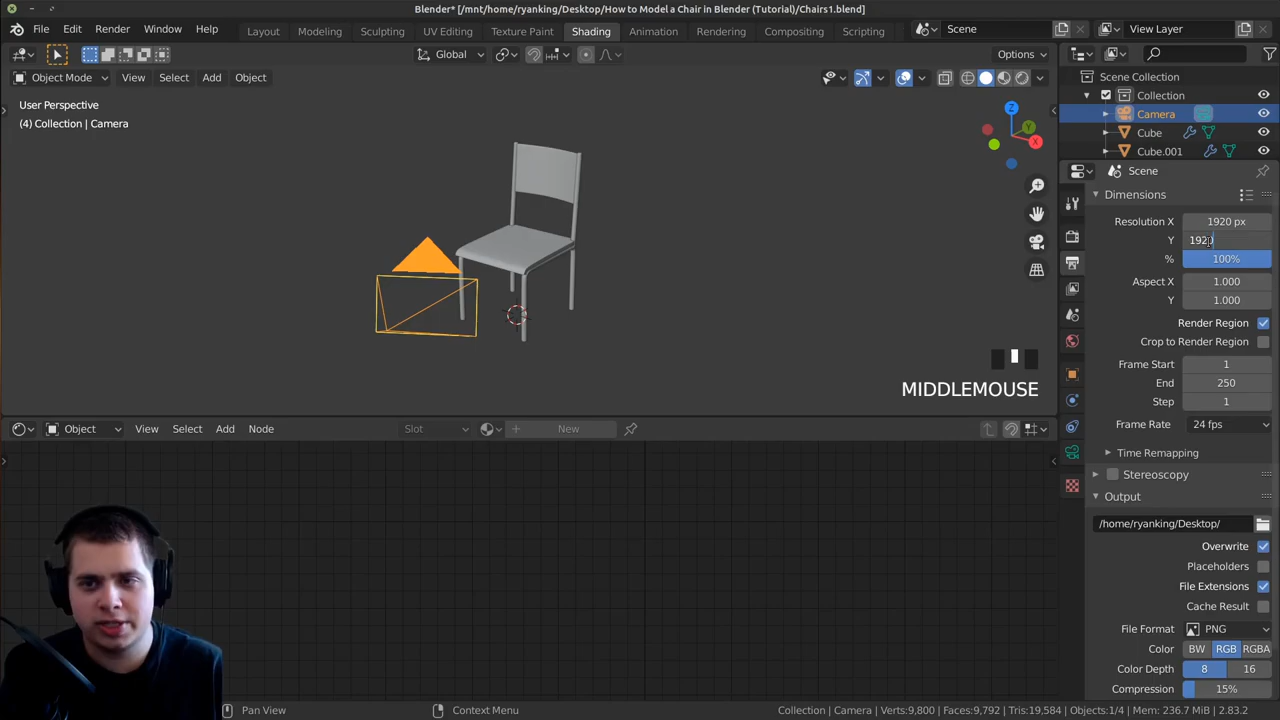 Blender* [/mnt/home/ryanking/Desktop/How to Model a Chair in Blender (Tutorial)/Chairs1.blend]
File Edit Render Window Help Layout Modeling Sculpting UV Editing Texture Paint Shading Animation Rendering Compositing Scripting Scene View Layer
Global Options
Object Mode View Select Add Object
User Perspective
(4) Collection | Camera
Z
Y
X
MIDDLEMOUSE
Scene Collection
Collection
Camera
Cube
Cube.001
Scene
Dimensions
Resolution X 1920 px
Y 1920
% 100%
Aspect X 1.000
Y 1.000
Render Region
Crop to Render Region
Frame Start 1
End 250
Step 1
Frame Rate 24 fps
Time Remapping
Stereoscopy
Output
/home/ryanking/Desktop/
Overwrite
Placeholders
File Extensions
Cache Result
File Format PNG
Color BW RGB RGBA
Color Depth 8 16
Compression 15%
Object View Select Add Node Slot New
Pan View Context Menu Collection | Camera | Verts:9,800 | Faces:9,792 | Tris:19,584 | Objects:1/4 | Mem: 236.7 MiB | 2.83.2